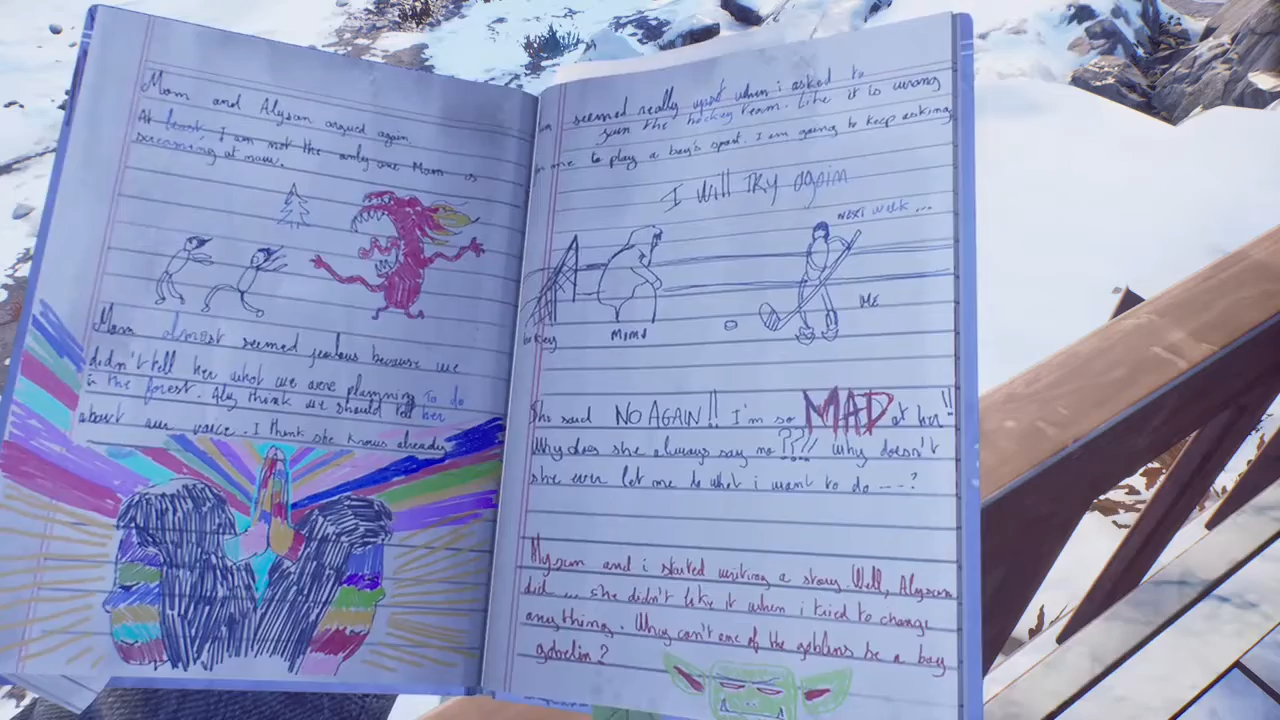 Mom and Alyson argued again.
At least I am not the only one Mom is
screaming at now.
Mom almost seemed jealous because we
didn't tell her what we were planning to do
in the forest. Aly think we should tell her
about our voice. I think she knows already
seemed really upset when i asked to
join the hockey team. Like it is wrong
me to play a boy's sport. I am going to keep asking
I will TRY again
NEXT WEEK ...
ME
hockey
MOM
She said NO AGAIN!! I'm so MAD at her!!
Why does she always say no ???!! why doesn't
she ever let me do what i want to do ---?
Alyson and i started writing a story. Well, Alyson
did ... she didn't like it when i tried to change
anything. Why can't one of the goblins be a boy
goblin?